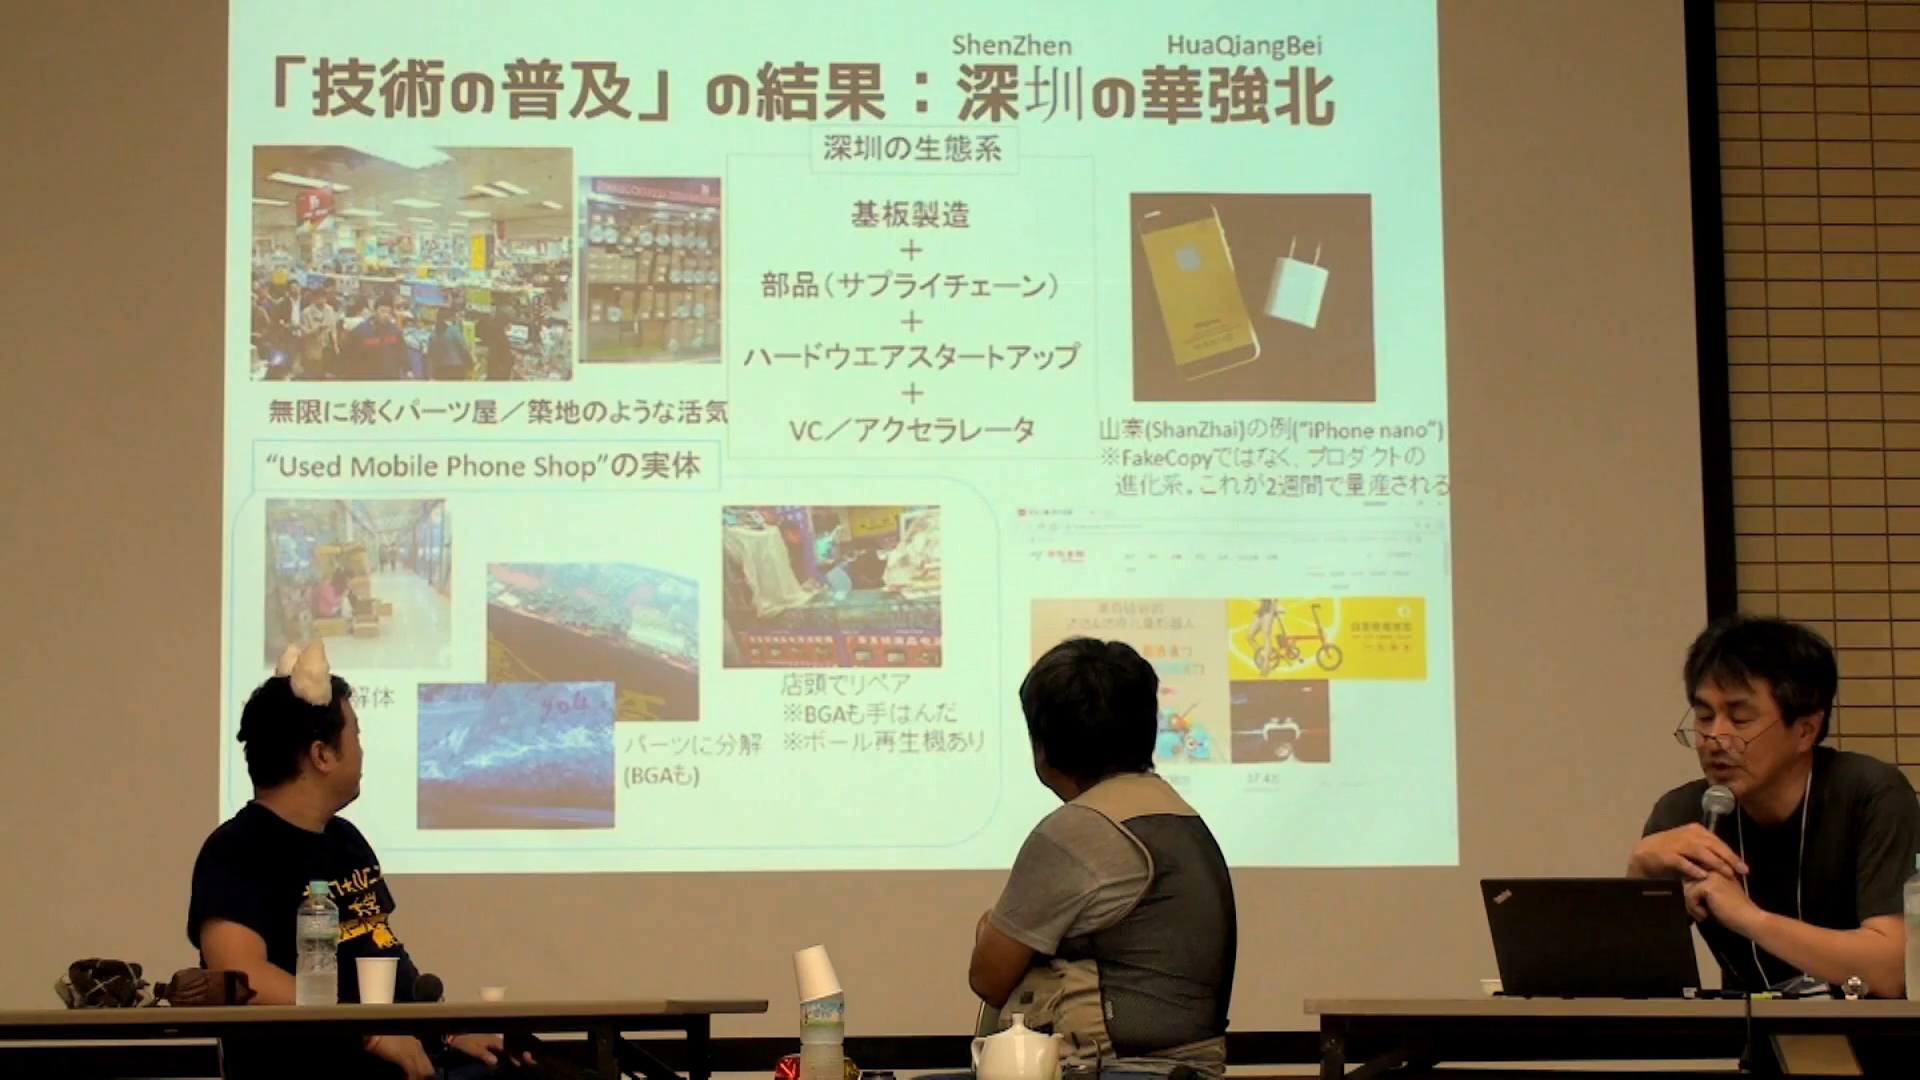 ShenZhen HuaQiangBei
「技術の普及」の結果：深圳の華強北
深圳の生態系
基板製造
＋
部品（サプライチェーン）
＋
ハードウエアスタートアップ
＋
VC／アクセラレータ
無限に続くパーツ屋／築地のような活気
山寨(ShanZhai)の例("iPhone nano")
※FakeCopyではなく、プロダクトの
進化系。これが2週間で量産される
“Used Mobile Phone Shop”の実体
解体
904
パーツに分解
(BGAも)
店頭でリペア
※BGAも手はんだ
※ボール再生機あり
37.4万